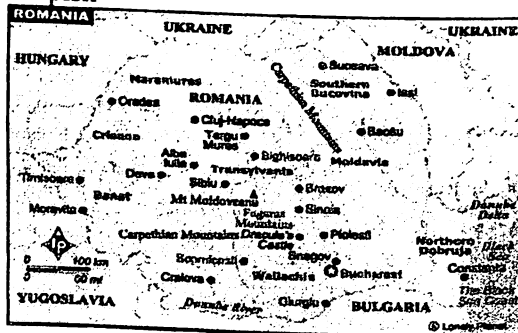 ROMANIA
UKRAINE
UKRAINE
MOLDOVA
HUNGARY
Suceava
Southern
Bucovina
Iasi
Maramures
Carpathian Mountains
Oradea
ROMANIA
Cluj-Napoca
Bacau
Crisana
Targu
Mures
Alba
Iulia
Sighisoara
Moldavia
Transylvania
Timisoara
Deva
Sibiu
Brasov
Banat
Mt Moldoveanu
Moravita
Fagaras
Mountains
Sinaia
Danube
Delta
Carpathian Mountains
Dracula's
Castle
Ploiesti
Northern
Dobruja
Black
Sea
0 100 km
0 60 mi
Snagov
Bucharest
Constanta
Craiova
Wallachia
The Black
Sea Coast
YUGOSLAVIA
Danube River
Giurgiu
BULGARIA
© Lonely Planet